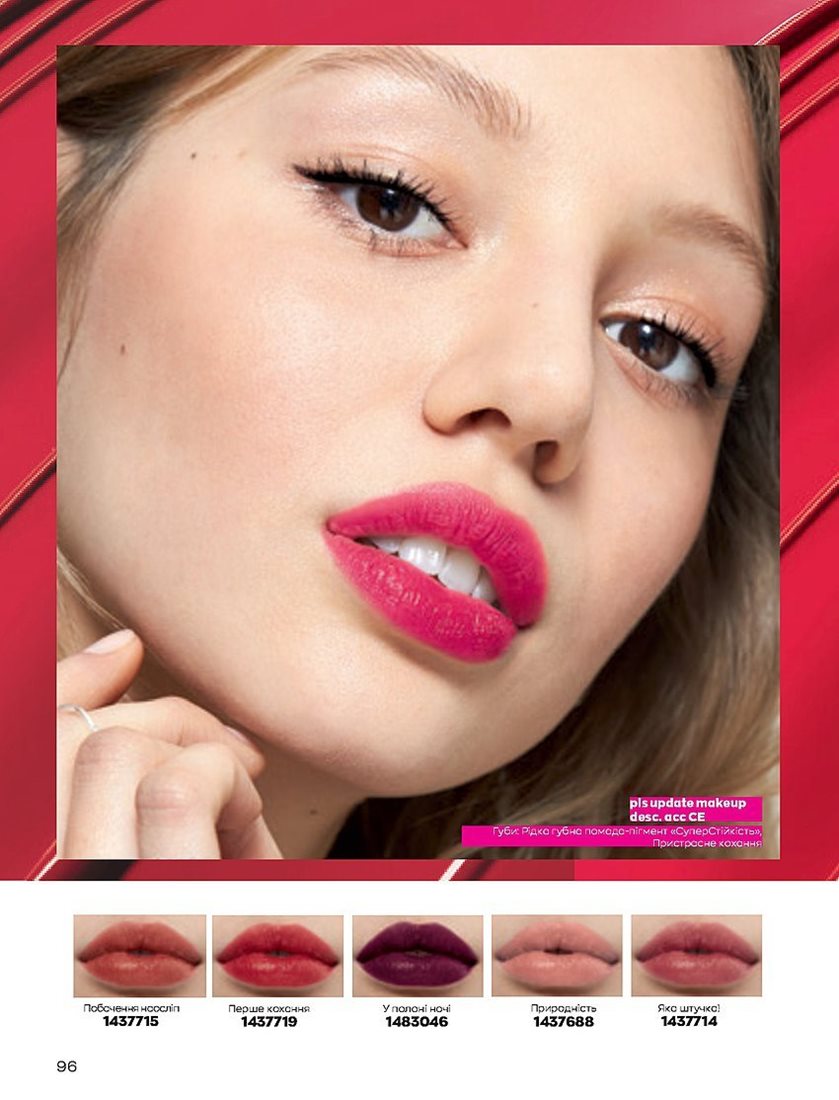 pls update makeup
desc. acc CE
Губи: Рідка губна помада-пігмент «СуперСтійкість»,
Пристрасне кохання
Побачення наосліп
1437715
Перше кохання
1437719
У полоні ночі
1483046
Природність
1437688
Яка штучка!
1437714
96